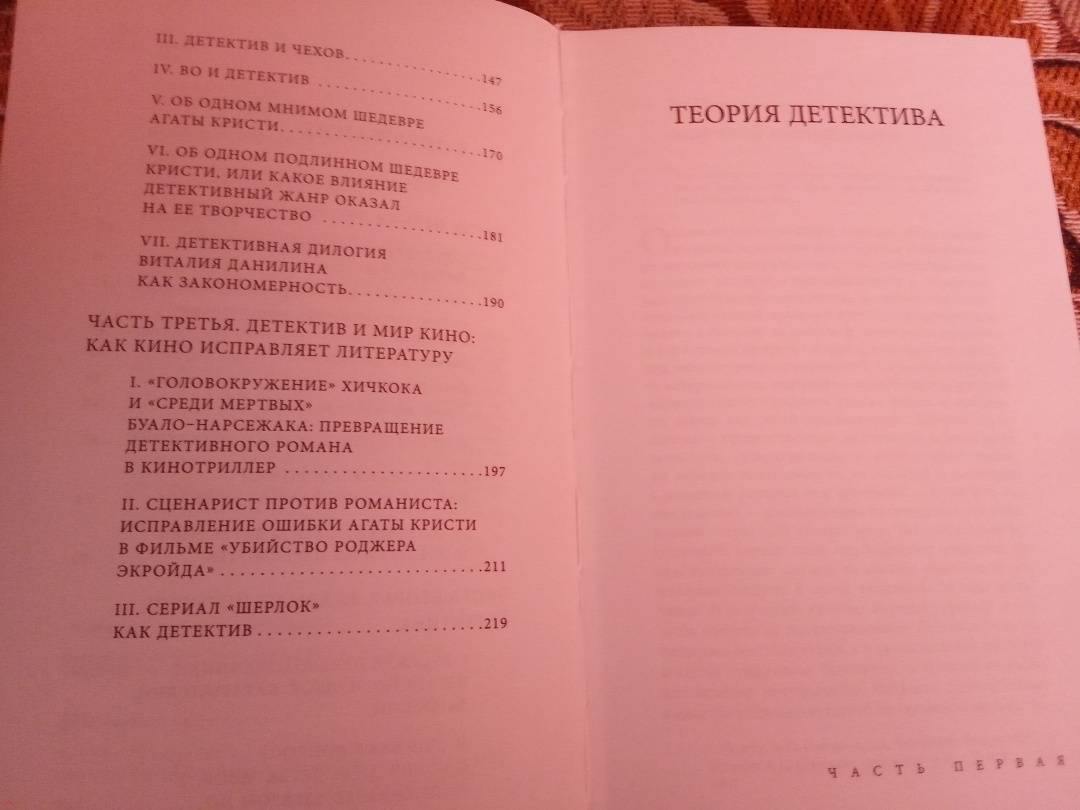 III. ДЕТЕКТИВ И ЧЕХОВ. . . . . . . . . . . . . . . . . .147
IV. ВО И ДЕТЕКТИВ . . . . . . . . . . . . . . . . . . . . .156
V. ОБ ОДНОМ МНИМОМ ШЕДЕВРЕ
АГАТЫ КРИСТИ. . . . . . . . . . . . . . . . . . . . . . . . .170
VI. ОБ ОДНОМ ПОДЛИННОМ ШЕДЕВРЕ
КРИСТИ, ИЛИ КАКОЕ ВЛИЯНИЕ
ДЕТЕКТИВНЫЙ ЖАНР ОКАЗАЛ
НА ЕЕ ТВОРЧЕСТВО . . . . . . . . . . . . . . . . . . . .181
VII. ДЕТЕКТИВНАЯ ДИЛОГИЯ
ВИТАЛИЯ ДАНИЛИНА
КАК ЗАКОНОМЕРНОСТЬ. . . . . . . . . . . . . . . . .190
ЧАСТЬ ТРЕТЬЯ. ДЕТЕКТИВ И МИР КИНО:
КАК КИНО ИСПРАВЛЯЕТ ЛИТЕРАТУРУ
I. «ГОЛОВОКРУЖЕНИЕ» ХИЧКОКА
И «СРЕДИ МЕРТВЫХ»
БУАЛО-НАРСЕЖАКА: ПРЕВРАЩЕНИЕ
ДЕТЕКТИВНОГО РОМАНА
В КИНОТРИЛЛЕР . . . . . . . . . . . . . . . . . . . . . . . .197
II. СЦЕНАРИСТ ПРОТИВ РОМАНИСТА:
ИСПРАВЛЕНИЕ ОШИБКИ АГАТЫ КРИСТИ
В ФИЛЬМЕ «УБИЙСТВО РОДЖЕРА
ЭКРОЙДА» . . . . . . . . . . . . . . . . . . . . . . . . . . . . . .211
III. СЕРИАЛ «ШЕРЛОК»
КАК ДЕТЕКТИВ . . . . . . . . . . . . . . . . . . . . . . . . . .219
ТЕОРИЯ ДЕТЕКТИВА
ЧАСТЬ ПЕРВАЯ